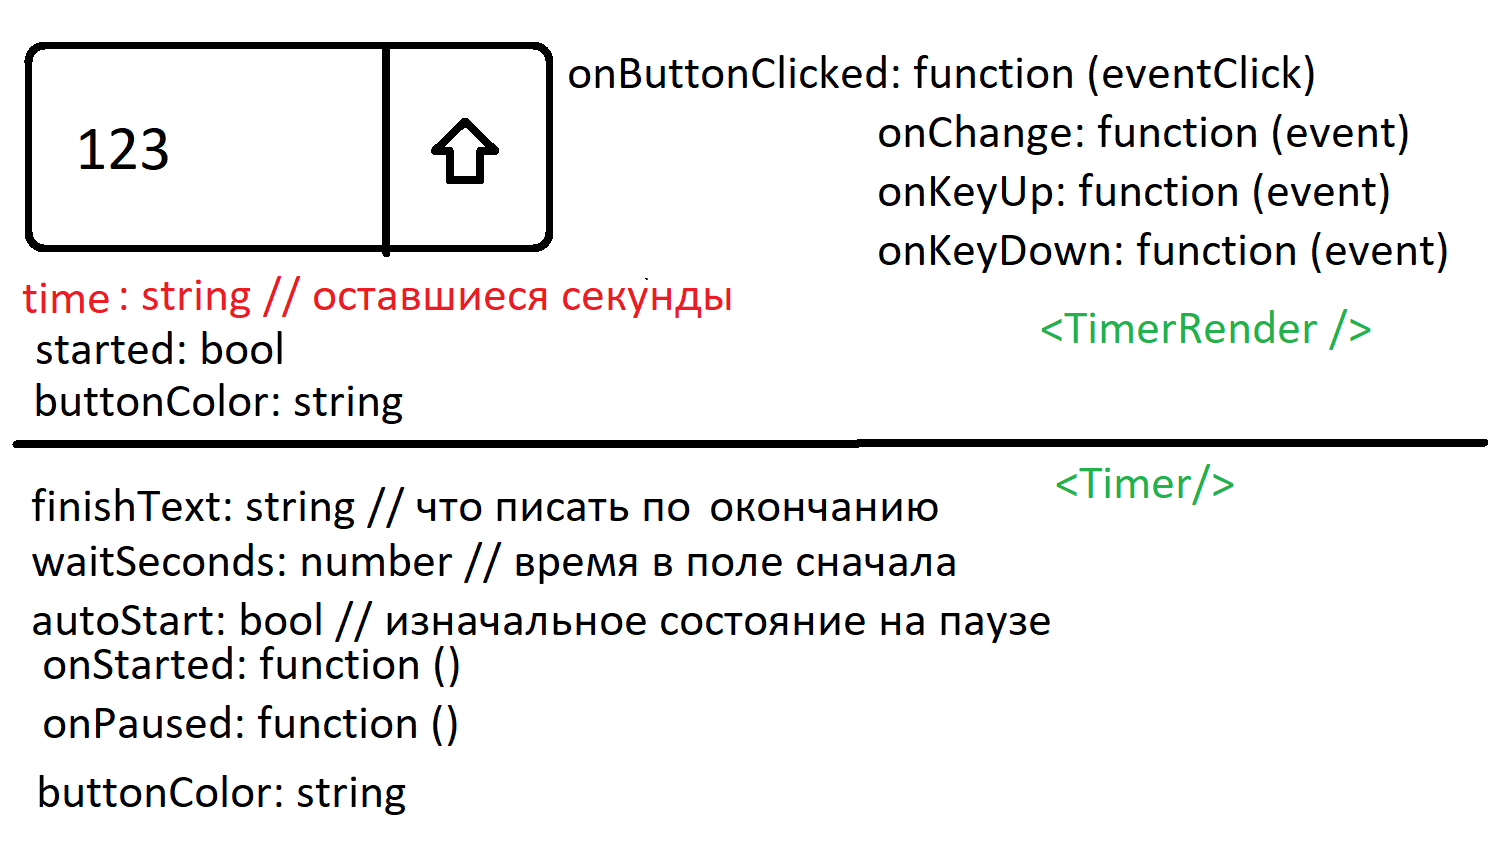 123
onButtonClicked: function (eventClick)
onChange: function (event)
onKeyUp: function (event)
onKeyDown: function (event)
time: string // оставшиеся секунды
started: bool
buttonColor: string
<TimerRender />
<Timer/>
finishText: string // что писать по окончанию
waitSeconds: number // время в поле сначала
autoStart: bool // изначальное состояние на паузе
onStarted: function ()
onPaused: function ()
buttonColor: string